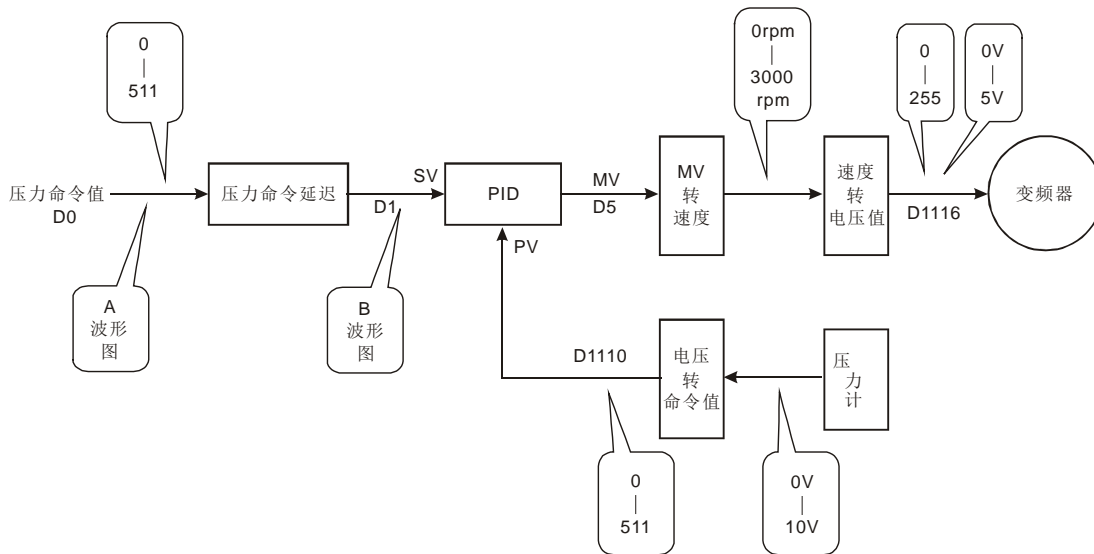 0
|
511
0rpm
|
3000
rpm
0
|
255
0V
|
5V
压力命令值
D0
压力命令延迟
SV
D1
PID
MV
D5
MV
转
速度
速度
转
电压值
D1116
变频器
PV
A
波形
图
B
波形
图
D1110
电压
转
命令值
压
力
计
0
|
511
0V
|
10V